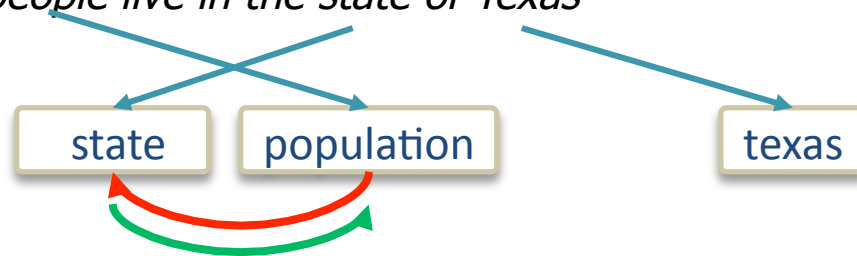 people live in the state of Texas
state population texas